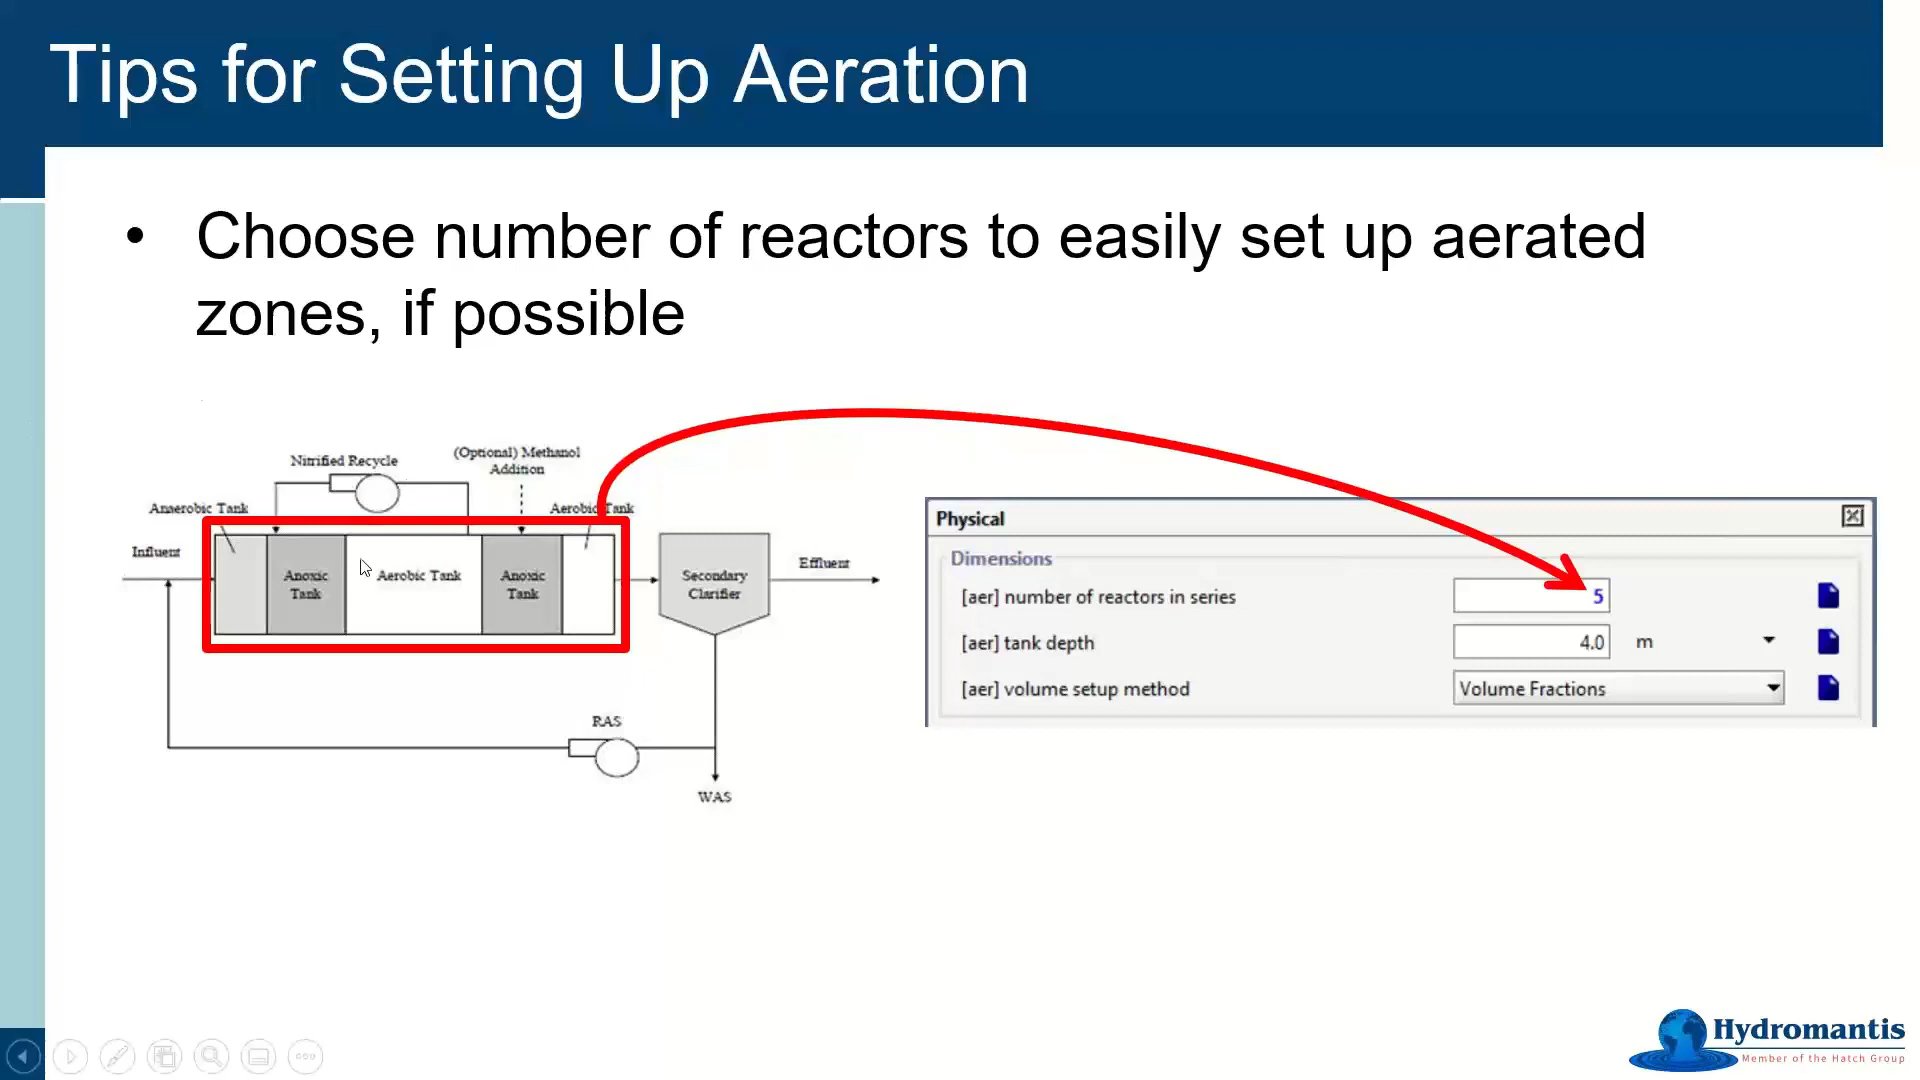 Tips for Setting Up Aeration
• Choose number of reactors to easily set up aerated
zones, if possible
Nitrified Recycle
(Optional) Methanol
Addition
Anaerobic Tank
Aerobic Tank
Influent
Anoxic
Tank
Aerobic Tank
Anoxic
Tank
Secondary
Clarifier
Effluent
RAS
WAS
Physical
Dimensions
[aer] number of reactors in series 5
[aer] tank depth 4.0 m
[aer] volume setup method Volume Fractions
Hydromantis
Member of the Hatch Group